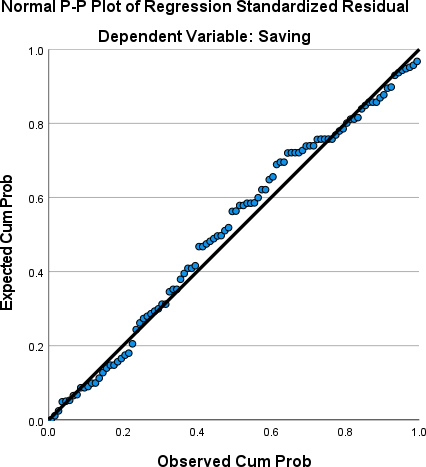 Normal P-P Plot of Regression Standardized Residual
Dependent Variable: Saving
Expected Cum Prob
1.0
0.8
0.6
0.4
0.2
0.0
0.0 0.2 0.4 0.6 0.8 1.0
Observed Cum Prob